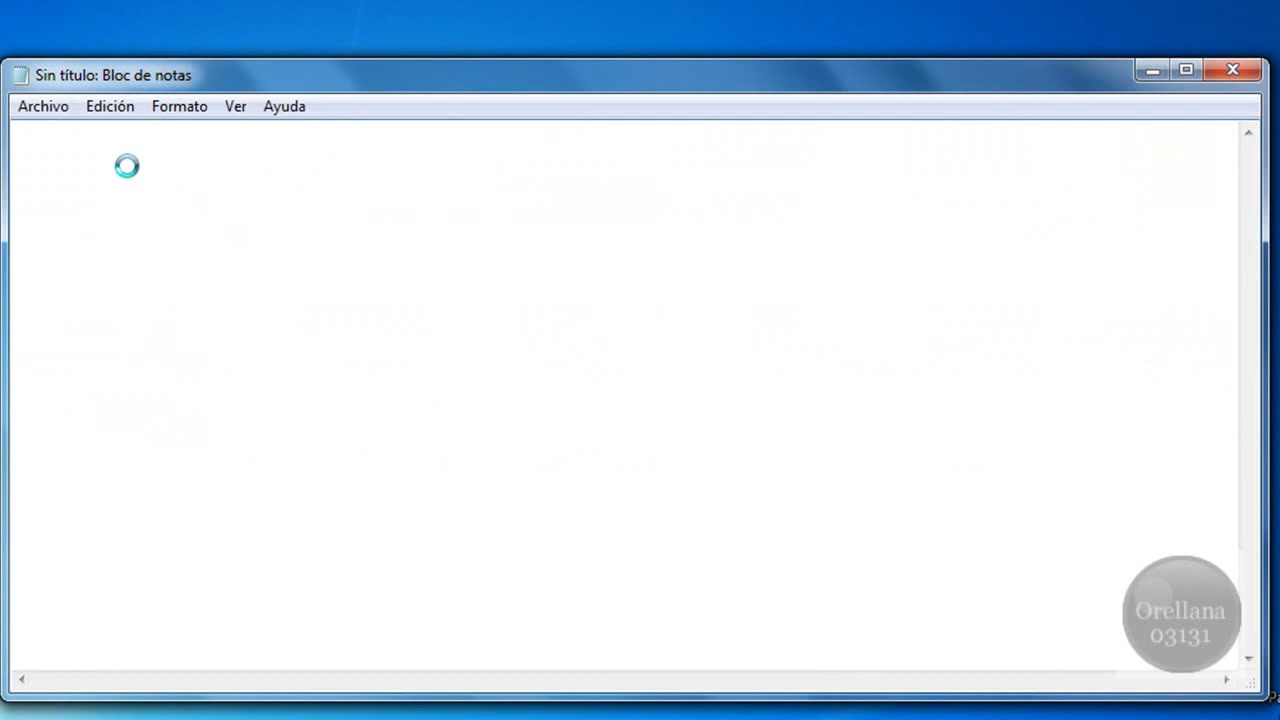 Sin título: Bloc de notas
Archivo Edición Formato Ver Ayuda
Orellana
03131